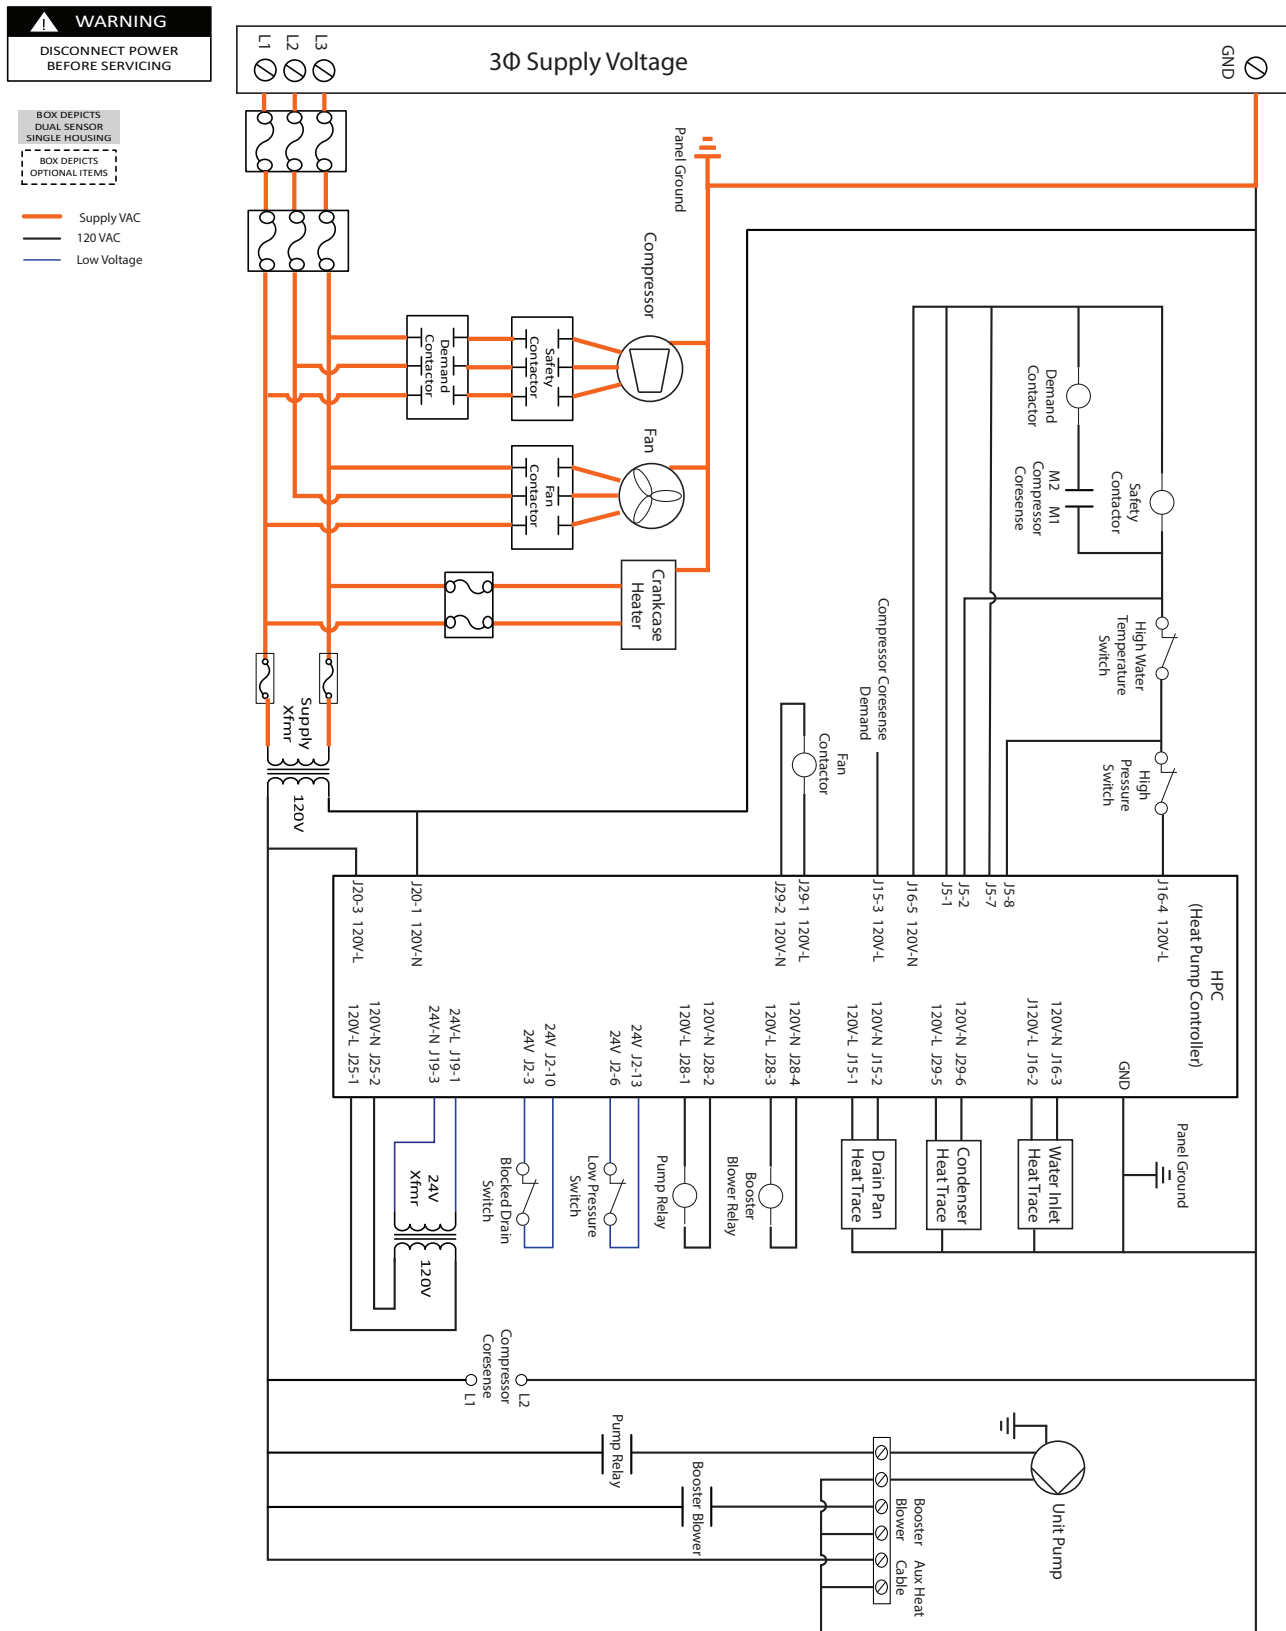 WARNING
DISCONNECT POWER
BEFORE SERVICING
BOX DEPICTS
DUAL SENSOR
SINGLE HOUSING
BOX DEPICTS
OPTIONAL ITEMS
Supply VAC
120 VAC
Low Voltage
L1
L2
L3
3Φ Supply Voltage
GND
Panel Ground
Compressor
Demand
Contactor
Safety
Contactor
Fan
Fan
Contactor
Crankcase
Heater
Demand
Contactor
M2 M1
Compressor
Coresense
Safety
Contactor
High Water
Temperature
Switch
High
Pressure
Switch
Compressor Coresense
Demand
Fan
Contactor
Supply
Xfmr
120V
J20-3 120V-L
J20-1 120V-N
J29-2 120V-N
J29-1 120V-L
J15-3 120V-L
J16-5 120V-N
J5-1
J5-2
J5-7
J5-8
J16-4 120V-L
HPC
(Heat Pump Controller)
120V-L J25-1
120V-N J25-2
24V-N J19-3
24V-L J19-1
24V J2-3
24V J2-10
24V J2-6
24V J2-13
120V-L J28-1
120V-N J28-2
120V-L J28-3
120V-N J28-4
120V-L J15-1
120V-N J15-2
120V-L J29-5
120V-N J29-6
J120V-L J16-2
120V-N J16-3
GND
Panel Ground
24V
Xfmr
120V
Blocked Drain
Switch
Low Pressure
Switch
Pump Relay
Booster
Blower Relay
Drain Pan
Heat Trace
Condenser
Heat Trace
Water Inlet
Heat Trace
Compressor
Coresense
L1
L2
Pump Relay
Booster Blower
Booster
Blower
Aux Heat
Cable
Unit Pump